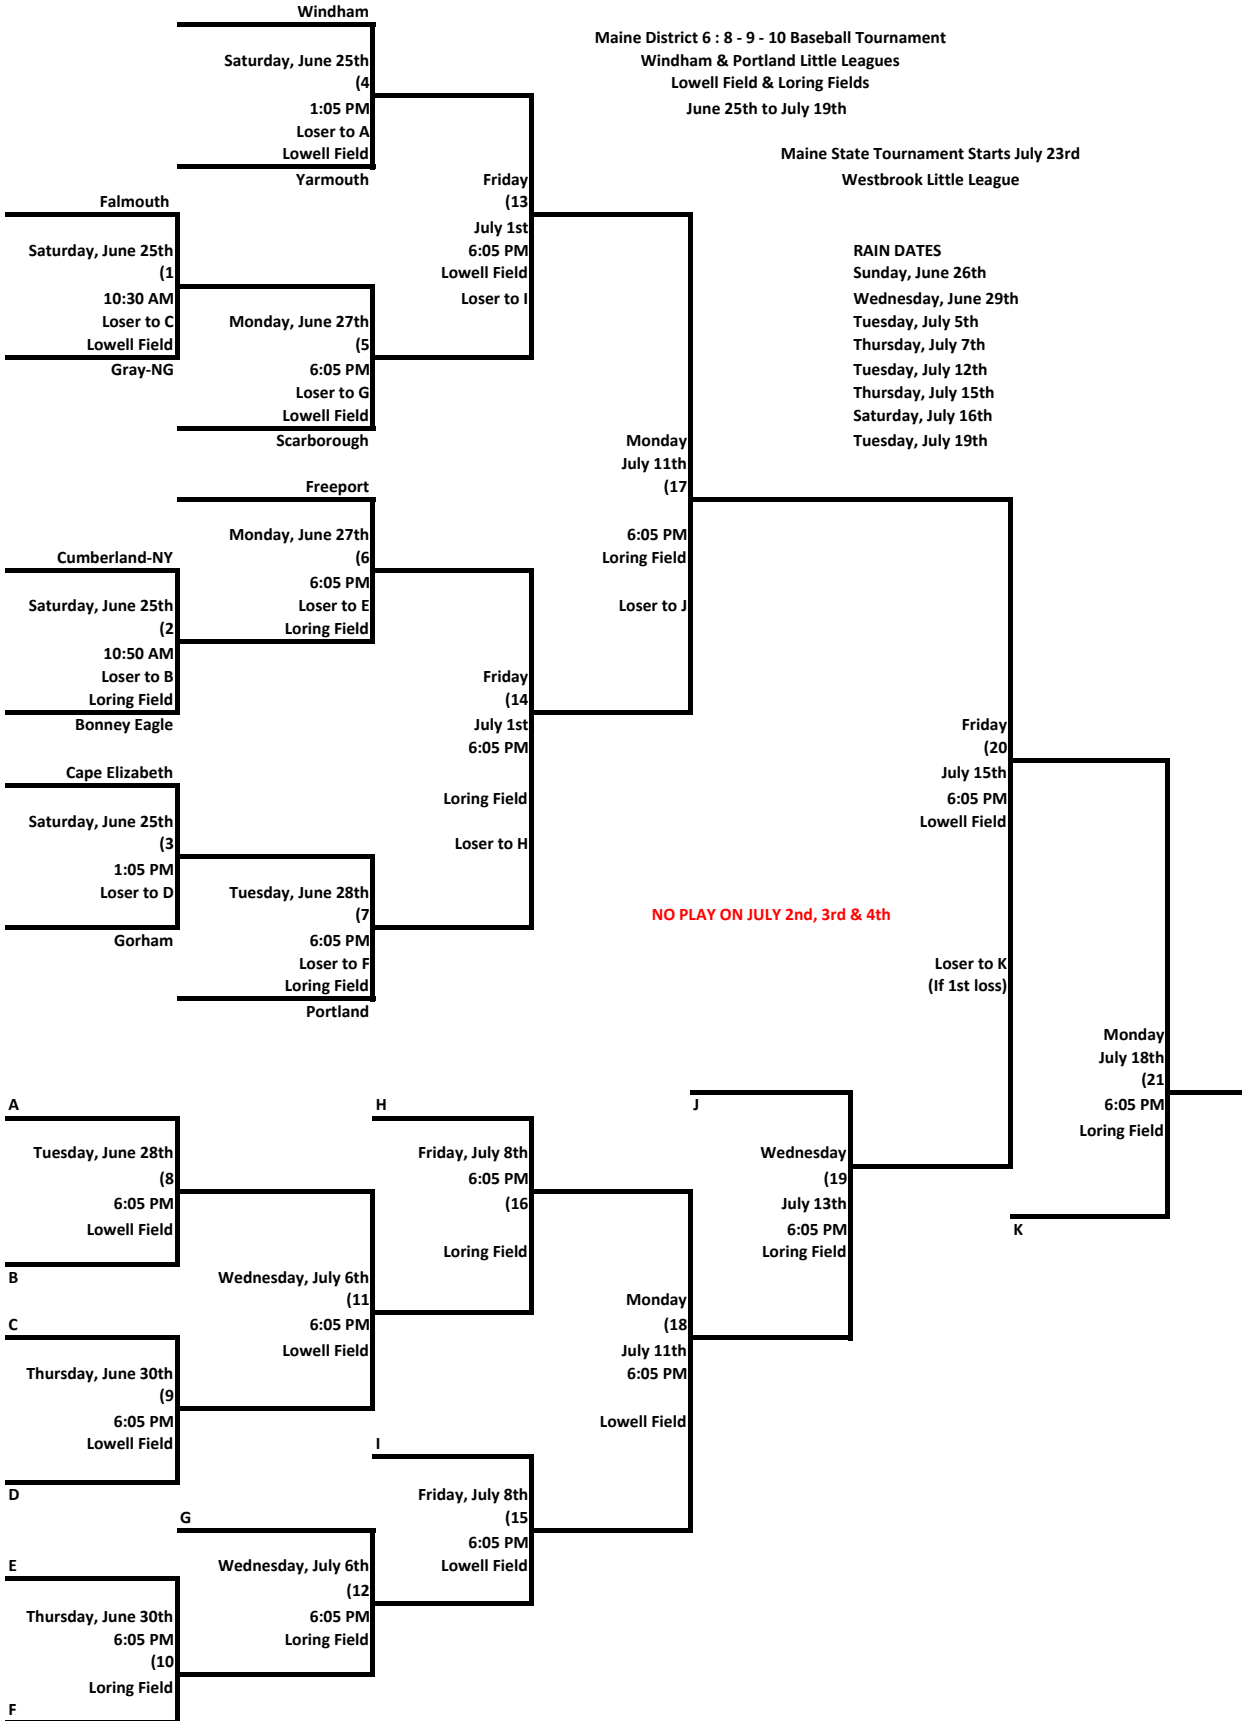 Windham
Maine District 6 : 8 - 9 - 10 Baseball Tournament
Windham & Portland Little Leagues
Lowell Field & Loring Fields
June 25th to July 19th
Maine State Tournament Starts July 23rd
Westbrook Little League
RAIN DATES
Sunday, June 26th
Wednesday, June 29th
Tuesday, July 5th
Thursday, July 7th
Tuesday, July 12th
Thursday, July 15th
Saturday, July 16th
Tuesday, July 19th
Saturday, June 25th
(4
1:05 PM
Loser to A
Lowell Field
Yarmouth
Falmouth
Saturday, June 25th
(1
10:30 AM
Loser to C
Lowell Field
Gray-NG
Monday, June 27th
(5
6:05 PM
Loser to G
Lowell Field
Scarborough
Friday
(13
July 1st
6:05 PM
Lowell Field
Loser to I
Freeport
Monday, June 27th
(6
6:05 PM
Loser to E
Loring Field
Cumberland-NY
Saturday, June 25th
(2
10:50 AM
Loser to B
Loring Field
Bonney Eagle
Cape Elizabeth
Saturday, June 25th
(3
1:05 PM
Loser to D
Gorham
Tuesday, June 28th
(7
6:05 PM
Loser to F
Loring Field
Portland
Friday
(14
July 1st
6:05 PM
Loring Field
Loser to H
Monday
July 11th
(17
6:05 PM
Loring Field
Loser to J
Friday
(20
July 15th
6:05 PM
Lowell Field
NO PLAY ON JULY 2nd, 3rd & 4th
Loser to K
(If 1st loss)
Monday
July 18th
(21
6:05 PM
Loring Field
A
Tuesday, June 28th
(8
6:05 PM
Lowell Field
B
C
Thursday, June 30th
(9
6:05 PM
Lowell Field
D
Wednesday, July 6th
(11
6:05 PM
Lowell Field
H
Friday, July 8th
6:05 PM
(16
Loring Field
J
Wednesday
(19
July 13th
6:05 PM
Loring Field
K
Monday
(18
July 11th
6:05 PM
Lowell Field
I
Friday, July 8th
(15
6:05 PM
Lowell Field
G
Wednesday, July 6th
(12
6:05 PM
Loring Field
E
Thursday, June 30th
6:05 PM
(10
Loring Field
F